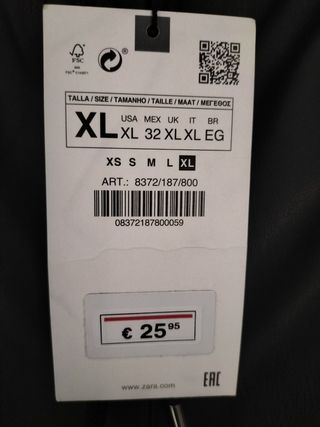 FSC
TALLA / SIZE / TAMANHO / TAILLE / MAAT / ΜΕΓΕΘΟΣ
USA MEX UK IT BR
XL XL 32 XL XL EG
XS S M L XL
ART.: 8372/187/800
08372187800059
€ 25 95
www.zara.com
EAC